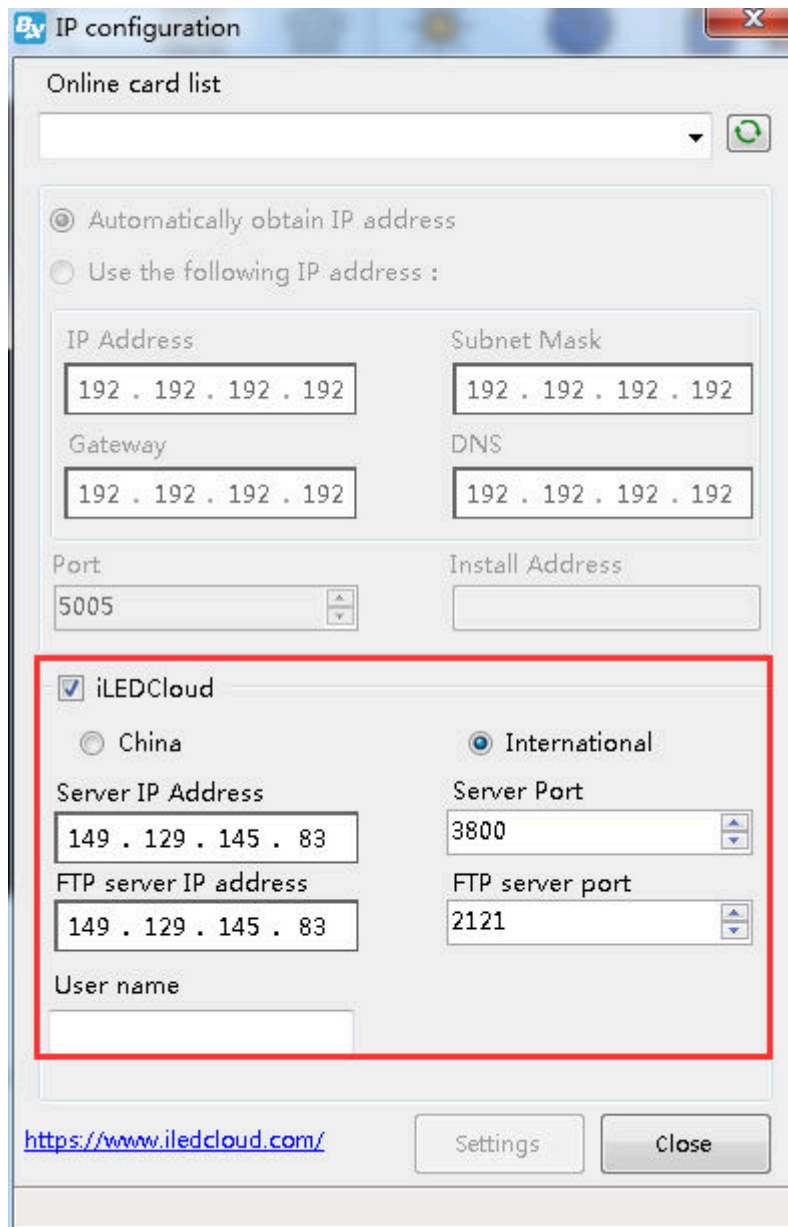 BX IP configuration
Online card list
Automatically obtain IP address
Use the following IP address :
IP Address Subnet Mask
192 . 192 . 192 . 192 192 . 192 . 192 . 192
Gateway DNS
192 . 192 . 192 . 192 192 . 192 . 192 . 192
Port Install Address
5005
iLEDCloud
China International
Server IP Address Server Port
149 . 129 . 145 . 83 3800
FTP server IP address FTP server port
149 . 129 . 145 . 83 2121
User name
https://www.iledcloud.com/ Settings Close